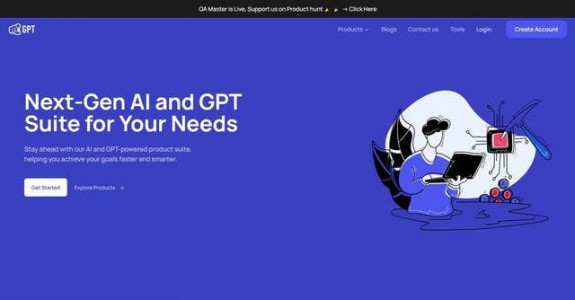 QA Master is Live, Support us on Product hunt 🎉 🎉 → Click Here
GPT
Products
Blogs
Contact us
Tools
Login
Create Account
Next-Gen AI and GPT
Suite for Your Needs
Stay ahead with our AI and GPT-powered product suite,
helping you achieve your goals faster and smarter.
Get Started
Explore Products →